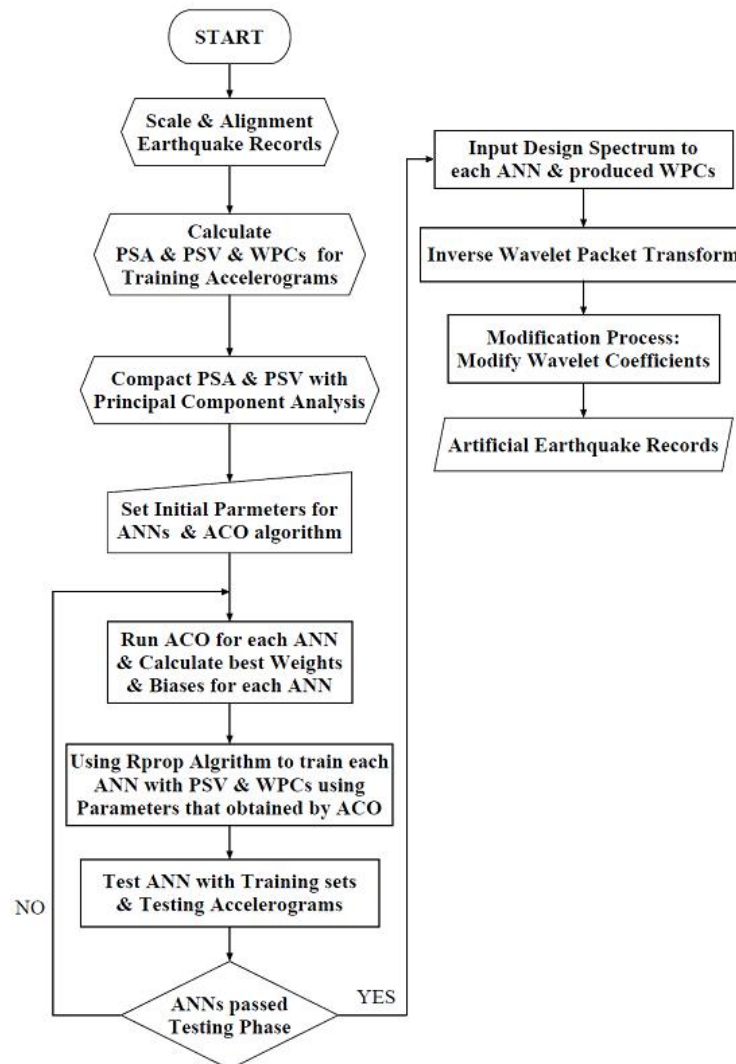 START
Scale & Alignment
Earthquake Records
Calculate
PSA & PSV & WPCs for
Training Accelerograms
Compact PSA & PSV with
Principal Component Analysis
Set Initial Parmeters for
ANNs & ACO algorithm
Run ACO for each ANN
& Calculate best Weights
& Biases for each ANN
Using Rprop Algrithm to train each
ANN with PSV & WPCs using
Parameters that obtained by ACO
Test ANN with Training sets
& Testing Accelerograms
NO
ANNs passed
Testing Phase
YES
Input Design Spectrum to
each ANN & produced WPCs
Inverse Wavelet Packet Transform
Modification Process:
Modify Wavelet Coefficients
Artificial Earthquake Records